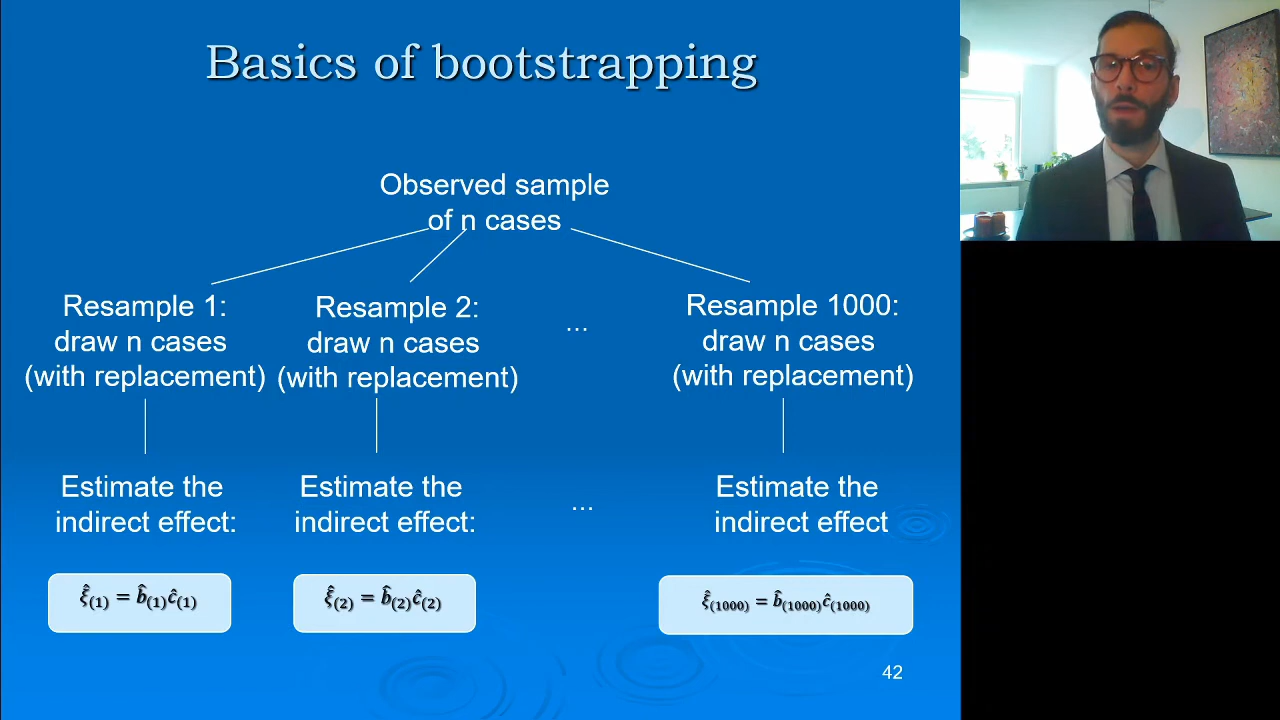 Basics of bootstrapping
Observed sample
of n cases
Resample 1:
draw n cases
(with replacement)
Resample 2:
draw n cases
(with replacement)
...
Resample 1000:
draw n cases
(with replacement)
Estimate the
indirect effect:
Estimate the
indirect effect:
...
Estimate the
indirect effect
ξ̂(1) = b̂(1)ĉ(1)
ξ̂(2) = b̂(2)ĉ(2)
ξ̂(1000) = b̂(1000)ĉ(1000)
42